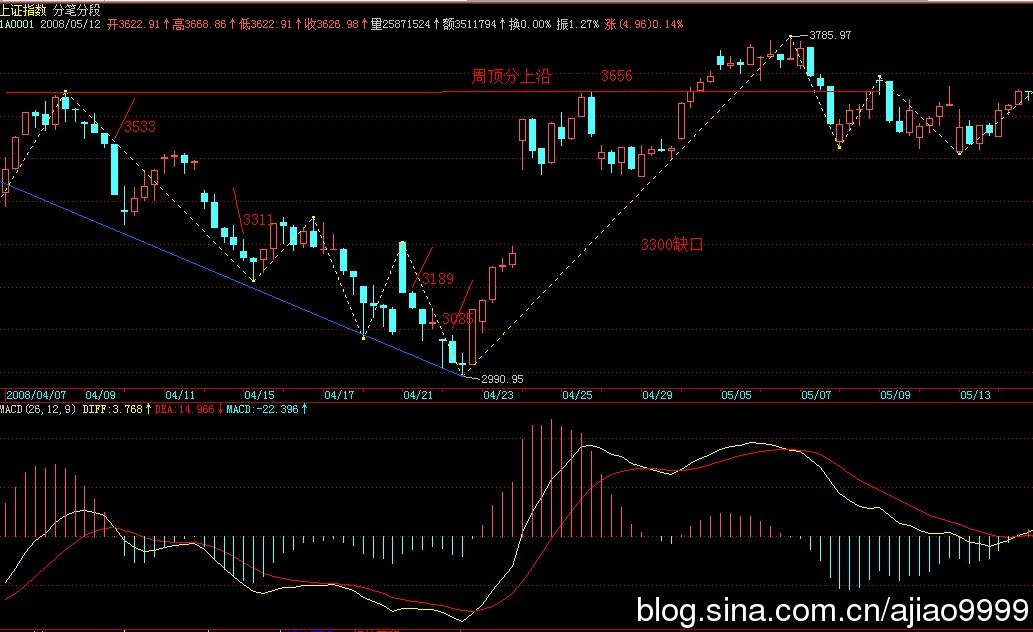 上证指数 分笔分段
1A0001 2008/05/12 开3622.91↑高3668.86↑低3622.91↑收3626.98↑量25871524↑额3511794↑换0.00% 振1.27% 涨(4.96)0.14%
3785.97
周顶分上沿 3656
3533
3311
3300缺口
3189
3085
2990.95
2008/04/07 04/09 04/11 04/15 04/17 04/21 04/23 04/25 04/29 05/05 05/07 05/09 05/13
MACD(26,12,9) DIFF:3.768↑DEA:14.966↓MACD:-22.396↑
blog.sina.com.cn/ajiao9999